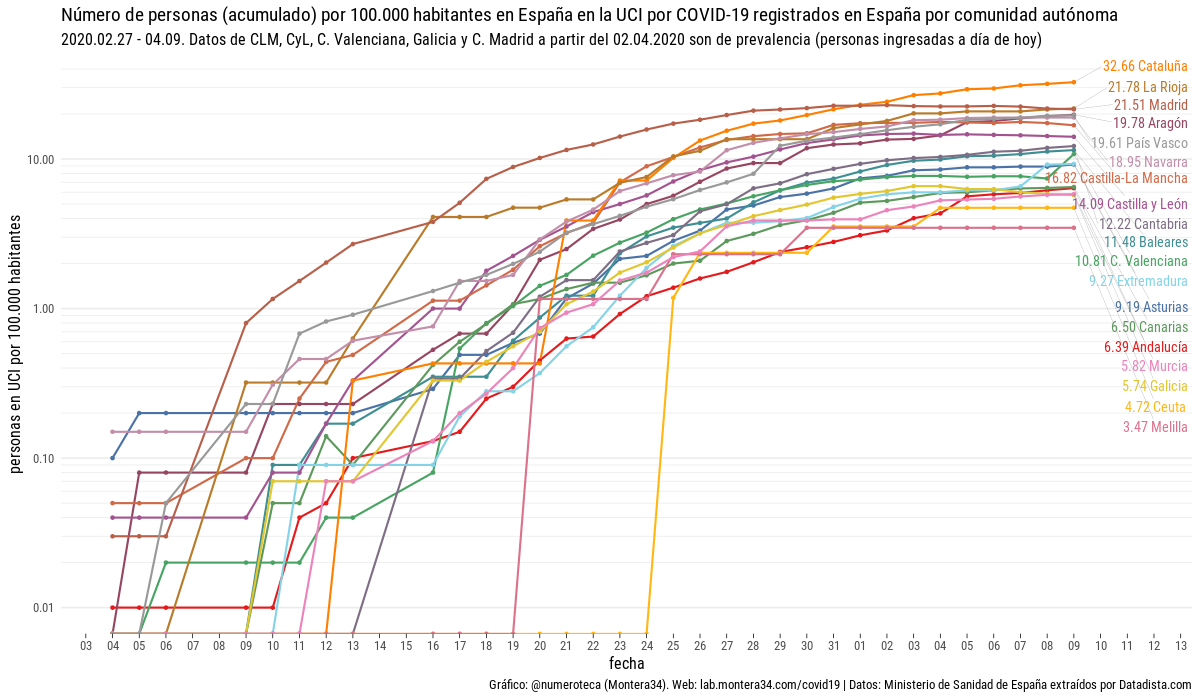 Número de personas (acumulado) por 100.000 habitantes en España en la UCI por COVID-19 registrados en España por comunidad autónoma
2020.02.27 - 04.09. Datos de CLM, CyL, C. Valenciana, Galicia y C. Madrid a partir del 02.04.2020 son de prevalencia (personas ingresadas a día de hoy)
personas en UCI por 100.000 habitantes
10.00
1.00
0.10
0.01
32.66 Cataluña
21.78 La Rioja
21.51 Madrid
19.78 Aragón
19.61 País Vasco
18.95 Navarra
16.82 Castilla-La Mancha
14.09 Castilla y León
12.22 Cantabria
11.48 Baleares
10.81 C. Valenciana
9.27 Extremadura
9.19 Asturias
6.50 Canarias
6.39 Andalucía
5.82 Murcia
5.74 Galicia
4.72 Ceuta
3.47 Melilla
03 04 05 06 07 08 09 10 11 12 13 14 15 16 17 18 19 20 21 22 23 24 25 26 27 28 29 30 31 01 02 03 04 05 06 07 08 09 10 11 12 13
fecha
Gráfico: @numeroteca (Montera34). Web: lab.montera34.com/covid19 | Datos: Ministerio de Sanidad de España extraídos por Datadista.com